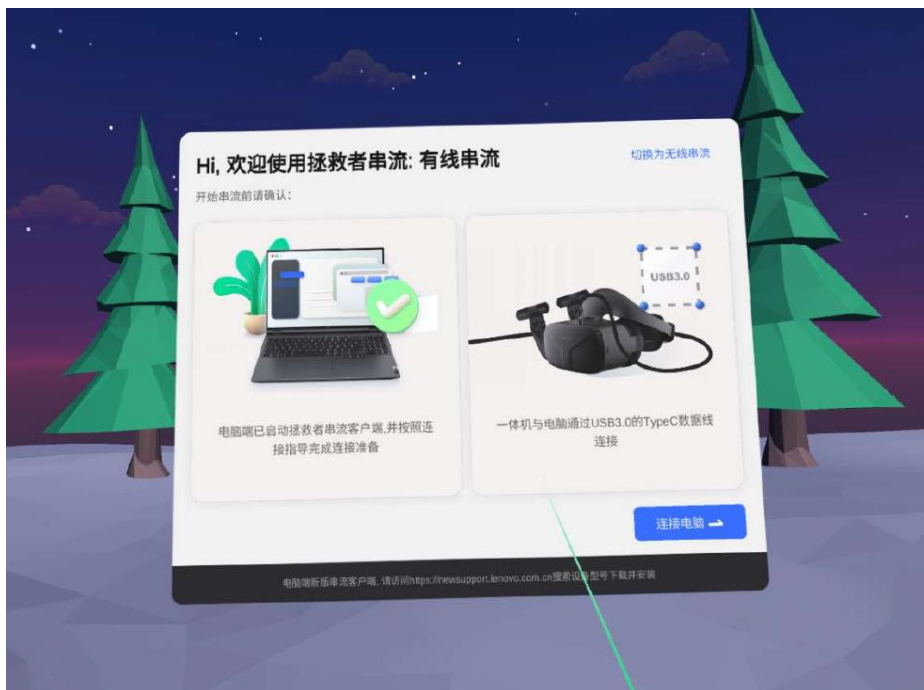 Hi, 欢迎使用拯救者串流: 有线串流
切换为无线串流
开始串流前请确认:
USB3.0
电脑端已启动拯救者串流客户端,并按照连
接指导完成连接准备
一体机与电脑通过USB3.0的TypeC数据线
连接
连接电脑
电脑端新版串流客户端, 请访问https://newsupport.lenovo.com.cn搜索设备型号下载并安装